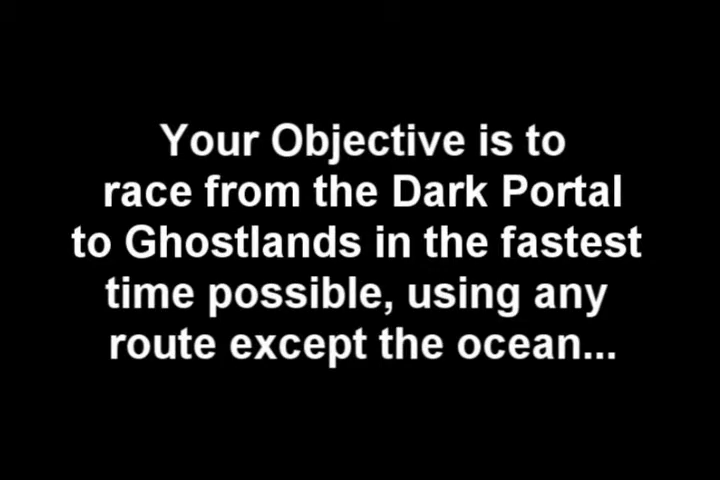 Your Objective is to
race from the Dark Portal
to Ghostlands in the fastest
time possible, using any
route except the ocean...